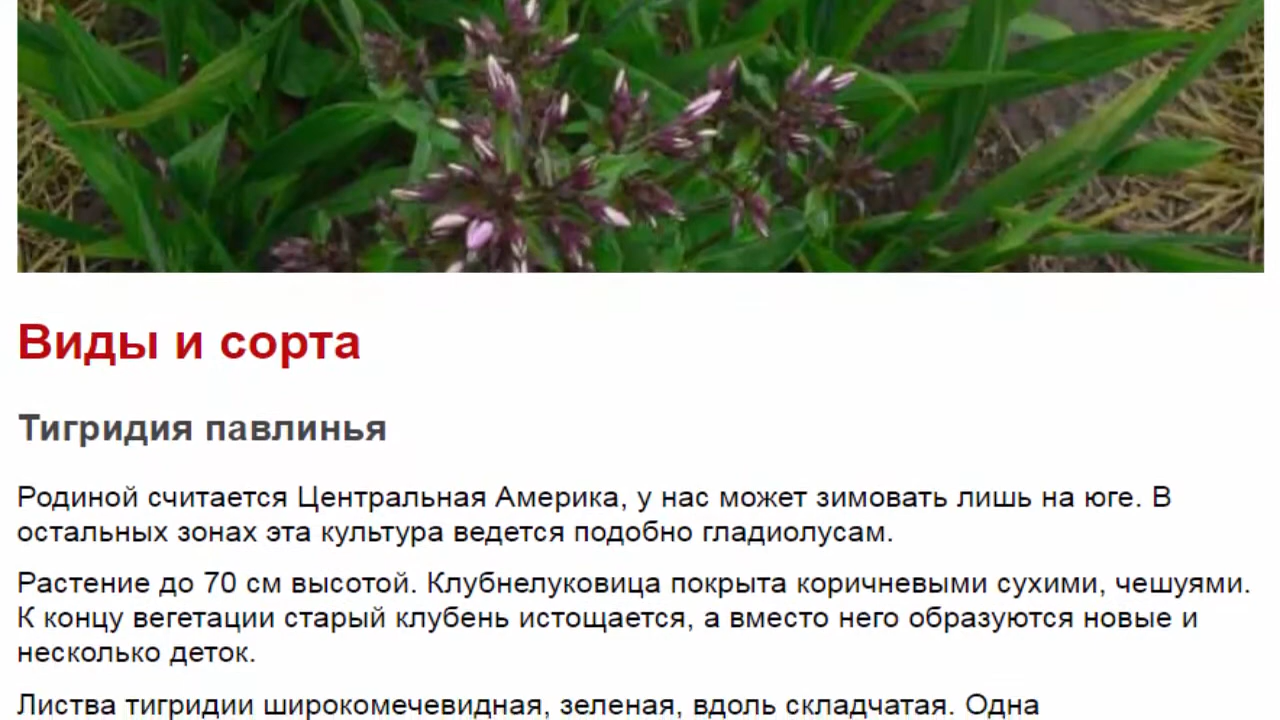 Виды и сорта
Тигридия павлинья
Родиной считается Центральная Америка, у нас может зимовать лишь на юге. В
остальных зонах эта культура ведется подобно гладиолусам.
Растение до 70 см высотой. Клубнелуковица покрыта коричневыми сухими, чешуями.
К концу вегетации старый клубень истощается, а вместо него образуются новые и
несколько деток.
Листва тигридии широкомечевидная, зеленая, вдоль складчатая. Одна